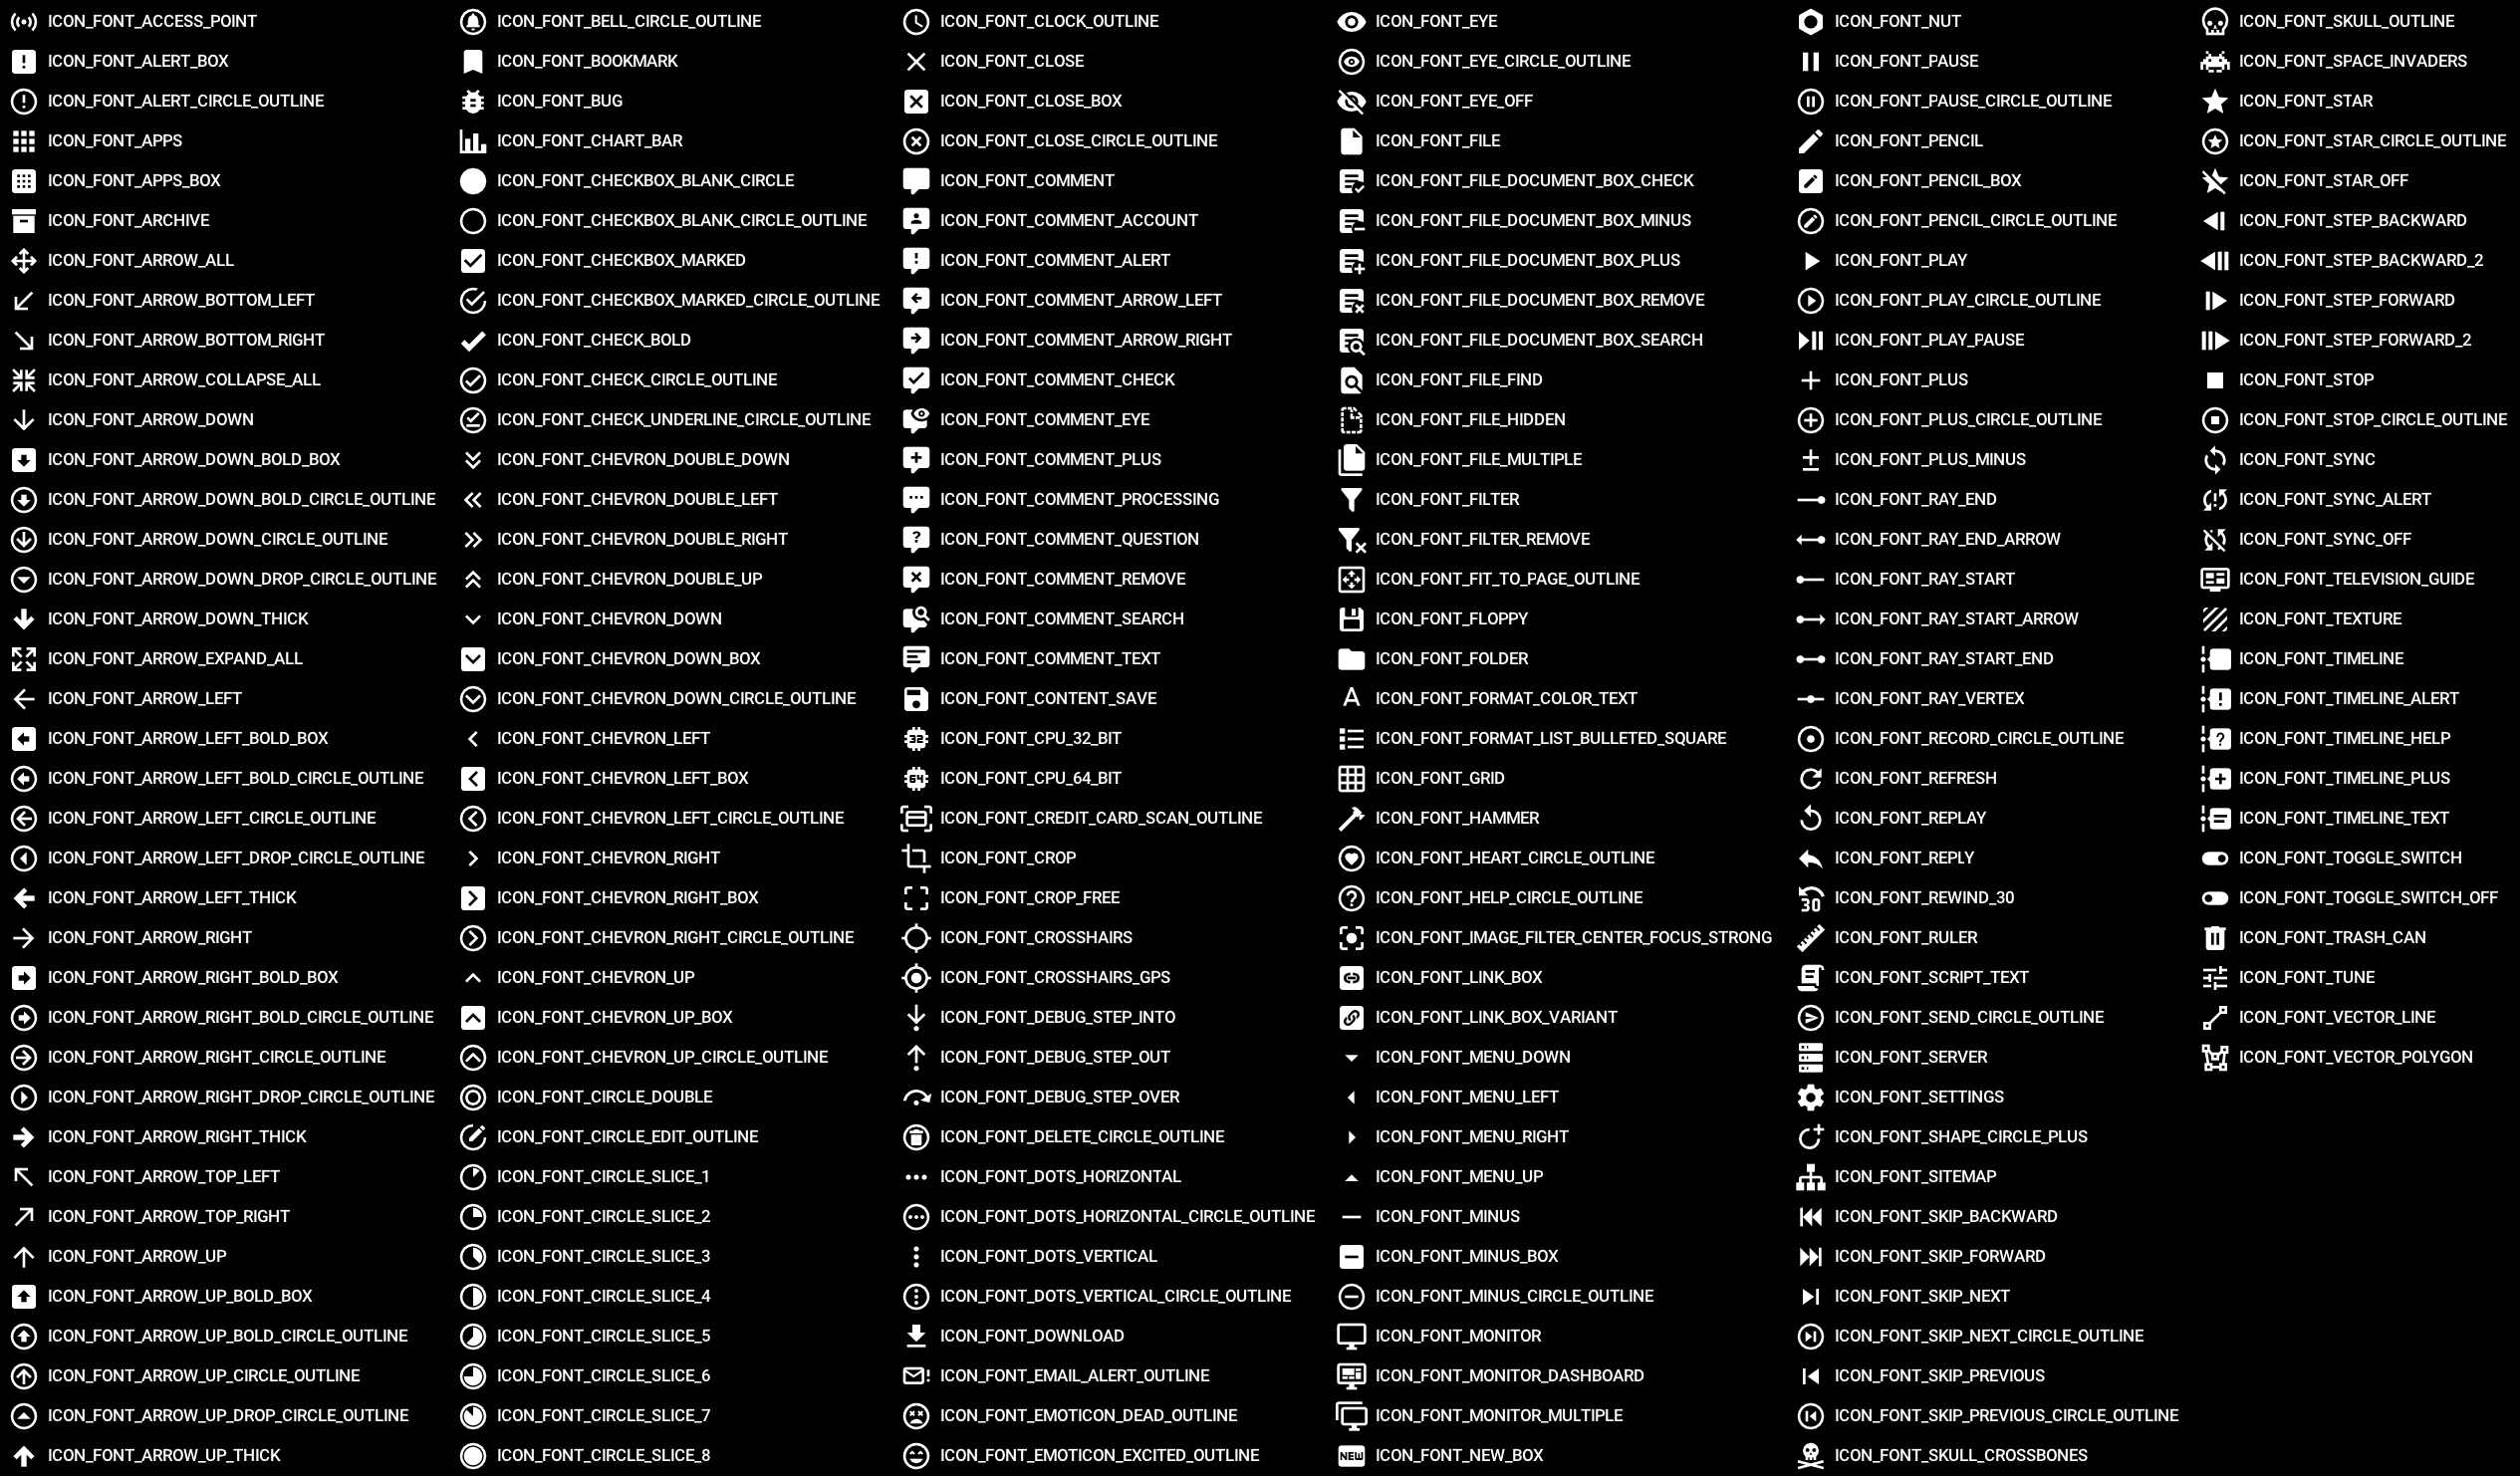 ICON_FONT_ACCESS_POINT
ICON_FONT_ALERT_BOX
ICON_FONT_ALERT_CIRCLE_OUTLINE
ICON_FONT_APPS
ICON_FONT_APPS_BOX
ICON_FONT_ARCHIVE
ICON_FONT_ARROW_ALL
ICON_FONT_ARROW_BOTTOM_LEFT
ICON_FONT_ARROW_BOTTOM_RIGHT
ICON_FONT_ARROW_COLLAPSE_ALL
ICON_FONT_ARROW_DOWN
ICON_FONT_ARROW_DOWN_BOLD_BOX
ICON_FONT_ARROW_DOWN_BOLD_CIRCLE_OUTLINE
ICON_FONT_ARROW_DOWN_CIRCLE_OUTLINE
ICON_FONT_ARROW_DOWN_DROP_CIRCLE_OUTLINE
ICON_FONT_ARROW_DOWN_THICK
ICON_FONT_ARROW_EXPAND_ALL
ICON_FONT_ARROW_LEFT
ICON_FONT_ARROW_LEFT_BOLD_BOX
ICON_FONT_ARROW_LEFT_BOLD_CIRCLE_OUTLINE
ICON_FONT_ARROW_LEFT_CIRCLE_OUTLINE
ICON_FONT_ARROW_LEFT_DROP_CIRCLE_OUTLINE
ICON_FONT_ARROW_LEFT_THICK
ICON_FONT_ARROW_RIGHT
ICON_FONT_ARROW_RIGHT_BOLD_BOX
ICON_FONT_ARROW_RIGHT_BOLD_CIRCLE_OUTLINE
ICON_FONT_ARROW_RIGHT_CIRCLE_OUTLINE
ICON_FONT_ARROW_RIGHT_DROP_CIRCLE_OUTLINE
ICON_FONT_ARROW_RIGHT_THICK
ICON_FONT_ARROW_TOP_LEFT
ICON_FONT_ARROW_TOP_RIGHT
ICON_FONT_ARROW_UP
ICON_FONT_ARROW_UP_BOLD_BOX
ICON_FONT_ARROW_UP_BOLD_CIRCLE_OUTLINE
ICON_FONT_ARROW_UP_CIRCLE_OUTLINE
ICON_FONT_ARROW_UP_DROP_CIRCLE_OUTLINE
ICON_FONT_ARROW_UP_THICK
ICON_FONT_BELL_CIRCLE_OUTLINE
ICON_FONT_BOOKMARK
ICON_FONT_BUG
ICON_FONT_CHART_BAR
ICON_FONT_CHECKBOX_BLANK_CIRCLE
ICON_FONT_CHECKBOX_BLANK_CIRCLE_OUTLINE
ICON_FONT_CHECKBOX_MARKED
ICON_FONT_CHECKBOX_MARKED_CIRCLE_OUTLINE
ICON_FONT_CHECK_BOLD
ICON_FONT_CHECK_CIRCLE_OUTLINE
ICON_FONT_CHECK_UNDERLINE_CIRCLE_OUTLINE
ICON_FONT_CHEVRON_DOUBLE_DOWN
ICON_FONT_CHEVRON_DOUBLE_LEFT
ICON_FONT_CHEVRON_DOUBLE_RIGHT
ICON_FONT_CHEVRON_DOUBLE_UP
ICON_FONT_CHEVRON_DOWN
ICON_FONT_CHEVRON_DOWN_BOX
ICON_FONT_CHEVRON_DOWN_CIRCLE_OUTLINE
ICON_FONT_CHEVRON_LEFT
ICON_FONT_CHEVRON_LEFT_BOX
ICON_FONT_CHEVRON_LEFT_CIRCLE_OUTLINE
ICON_FONT_CHEVRON_RIGHT
ICON_FONT_CHEVRON_RIGHT_BOX
ICON_FONT_CHEVRON_RIGHT_CIRCLE_OUTLINE
ICON_FONT_CHEVRON_UP
ICON_FONT_CHEVRON_UP_BOX
ICON_FONT_CHEVRON_UP_CIRCLE_OUTLINE
ICON_FONT_CIRCLE_DOUBLE
ICON_FONT_CIRCLE_EDIT_OUTLINE
ICON_FONT_CIRCLE_SLICE_1
ICON_FONT_CIRCLE_SLICE_2
ICON_FONT_CIRCLE_SLICE_3
ICON_FONT_CIRCLE_SLICE_4
ICON_FONT_CIRCLE_SLICE_5
ICON_FONT_CIRCLE_SLICE_6
ICON_FONT_CIRCLE_SLICE_7
ICON_FONT_CIRCLE_SLICE_8
ICON_FONT_CLOCK_OUTLINE
ICON_FONT_CLOSE
ICON_FONT_CLOSE_BOX
ICON_FONT_CLOSE_CIRCLE_OUTLINE
ICON_FONT_COMMENT
ICON_FONT_COMMENT_ACCOUNT
ICON_FONT_COMMENT_ALERT
ICON_FONT_COMMENT_ARROW_LEFT
ICON_FONT_COMMENT_ARROW_RIGHT
ICON_FONT_COMMENT_CHECK
ICON_FONT_COMMENT_EYE
ICON_FONT_COMMENT_PLUS
ICON_FONT_COMMENT_PROCESSING
? ICON_FONT_COMMENT_QUESTION
ICON_FONT_COMMENT_REMOVE
ICON_FONT_COMMENT_SEARCH
ICON_FONT_COMMENT_TEXT
ICON_FONT_CONTENT_SAVE
32 ICON_FONT_CPU_32_BIT
64 ICON_FONT_CPU_64_BIT
ICON_FONT_CREDIT_CARD_SCAN_OUTLINE
ICON_FONT_CROP
ICON_FONT_CROP_FREE
ICON_FONT_CROSSHAIRS
ICON_FONT_CROSSHAIRS_GPS
ICON_FONT_DEBUG_STEP_INTO
ICON_FONT_DEBUG_STEP_OUT
ICON_FONT_DEBUG_STEP_OVER
ICON_FONT_DELETE_CIRCLE_OUTLINE
ICON_FONT_DOTS_HORIZONTAL
ICON_FONT_DOTS_HORIZONTAL_CIRCLE_OUTLINE
ICON_FONT_DOTS_VERTICAL
ICON_FONT_DOTS_VERTICAL_CIRCLE_OUTLINE
ICON_FONT_DOWNLOAD
ICON_FONT_EMAIL_ALERT_OUTLINE
ICON_FONT_EMOTICON_DEAD_OUTLINE
ICON_FONT_EMOTICON_EXCITED_OUTLINE
ICON_FONT_EYE
ICON_FONT_EYE_CIRCLE_OUTLINE
ICON_FONT_EYE_OFF
ICON_FONT_FILE
ICON_FONT_FILE_DOCUMENT_BOX_CHECK
ICON_FONT_FILE_DOCUMENT_BOX_MINUS
ICON_FONT_FILE_DOCUMENT_BOX_PLUS
ICON_FONT_FILE_DOCUMENT_BOX_REMOVE
ICON_FONT_FILE_DOCUMENT_BOX_SEARCH
ICON_FONT_FILE_FIND
ICON_FONT_FILE_HIDDEN
ICON_FONT_FILE_MULTIPLE
ICON_FONT_FILTER
ICON_FONT_FILTER_REMOVE
ICON_FONT_FIT_TO_PAGE_OUTLINE
ICON_FONT_FLOPPY
ICON_FONT_FOLDER
A ICON_FONT_FORMAT_COLOR_TEXT
ICON_FONT_FORMAT_LIST_BULLETED_SQUARE
ICON_FONT_GRID
ICON_FONT_HAMMER
ICON_FONT_HEART_CIRCLE_OUTLINE
? ICON_FONT_HELP_CIRCLE_OUTLINE
ICON_FONT_IMAGE_FILTER_CENTER_FOCUS_STRONG
ICON_FONT_LINK_BOX
ICON_FONT_LINK_BOX_VARIANT
ICON_FONT_MENU_DOWN
ICON_FONT_MENU_LEFT
ICON_FONT_MENU_RIGHT
ICON_FONT_MENU_UP
ICON_FONT_MINUS
ICON_FONT_MINUS_BOX
ICON_FONT_MINUS_CIRCLE_OUTLINE
ICON_FONT_MONITOR
ICON_FONT_MONITOR_DASHBOARD
ICON_FONT_MONITOR_MULTIPLE
NEW ICON_FONT_NEW_BOX
ICON_FONT_NUT
ICON_FONT_PAUSE
ICON_FONT_PAUSE_CIRCLE_OUTLINE
ICON_FONT_PENCIL
ICON_FONT_PENCIL_BOX
ICON_FONT_PENCIL_CIRCLE_OUTLINE
ICON_FONT_PLAY
ICON_FONT_PLAY_CIRCLE_OUTLINE
ICON_FONT_PLAY_PAUSE
ICON_FONT_PLUS
ICON_FONT_PLUS_CIRCLE_OUTLINE
ICON_FONT_PLUS_MINUS
ICON_FONT_RAY_END
ICON_FONT_RAY_END_ARROW
ICON_FONT_RAY_START
ICON_FONT_RAY_START_ARROW
ICON_FONT_RAY_START_END
ICON_FONT_RAY_VERTEX
ICON_FONT_RECORD_CIRCLE_OUTLINE
ICON_FONT_REFRESH
ICON_FONT_REPLAY
ICON_FONT_REPLY
30 ICON_FONT_REWIND_30
ICON_FONT_RULER
ICON_FONT_SCRIPT_TEXT
ICON_FONT_SEND_CIRCLE_OUTLINE
ICON_FONT_SERVER
ICON_FONT_SETTINGS
ICON_FONT_SHAPE_CIRCLE_PLUS
ICON_FONT_SITEMAP
ICON_FONT_SKIP_BACKWARD
ICON_FONT_SKIP_FORWARD
ICON_FONT_SKIP_NEXT
ICON_FONT_SKIP_NEXT_CIRCLE_OUTLINE
ICON_FONT_SKIP_PREVIOUS
ICON_FONT_SKIP_PREVIOUS_CIRCLE_OUTLINE
ICON_FONT_SKULL_CROSSBONES
ICON_FONT_SKULL_OUTLINE
ICON_FONT_SPACE_INVADERS
ICON_FONT_STAR
ICON_FONT_STAR_CIRCLE_OUTLINE
ICON_FONT_STAR_OFF
ICON_FONT_STEP_BACKWARD
ICON_FONT_STEP_BACKWARD_2
ICON_FONT_STEP_FORWARD
ICON_FONT_STEP_FORWARD_2
ICON_FONT_STOP
ICON_FONT_STOP_CIRCLE_OUTLINE
ICON_FONT_SYNC
ICON_FONT_SYNC_ALERT
ICON_FONT_SYNC_OFF
ICON_FONT_TELEVISION_GUIDE
ICON_FONT_TEXTURE
ICON_FONT_TIMELINE
ICON_FONT_TIMELINE_ALERT
? ICON_FONT_TIMELINE_HELP
ICON_FONT_TIMELINE_PLUS
ICON_FONT_TIMELINE_TEXT
ICON_FONT_TOGGLE_SWITCH
ICON_FONT_TOGGLE_SWITCH_OFF
ICON_FONT_TRASH_CAN
ICON_FONT_TUNE
ICON_FONT_VECTOR_LINE
ICON_FONT_VECTOR_POLYGON